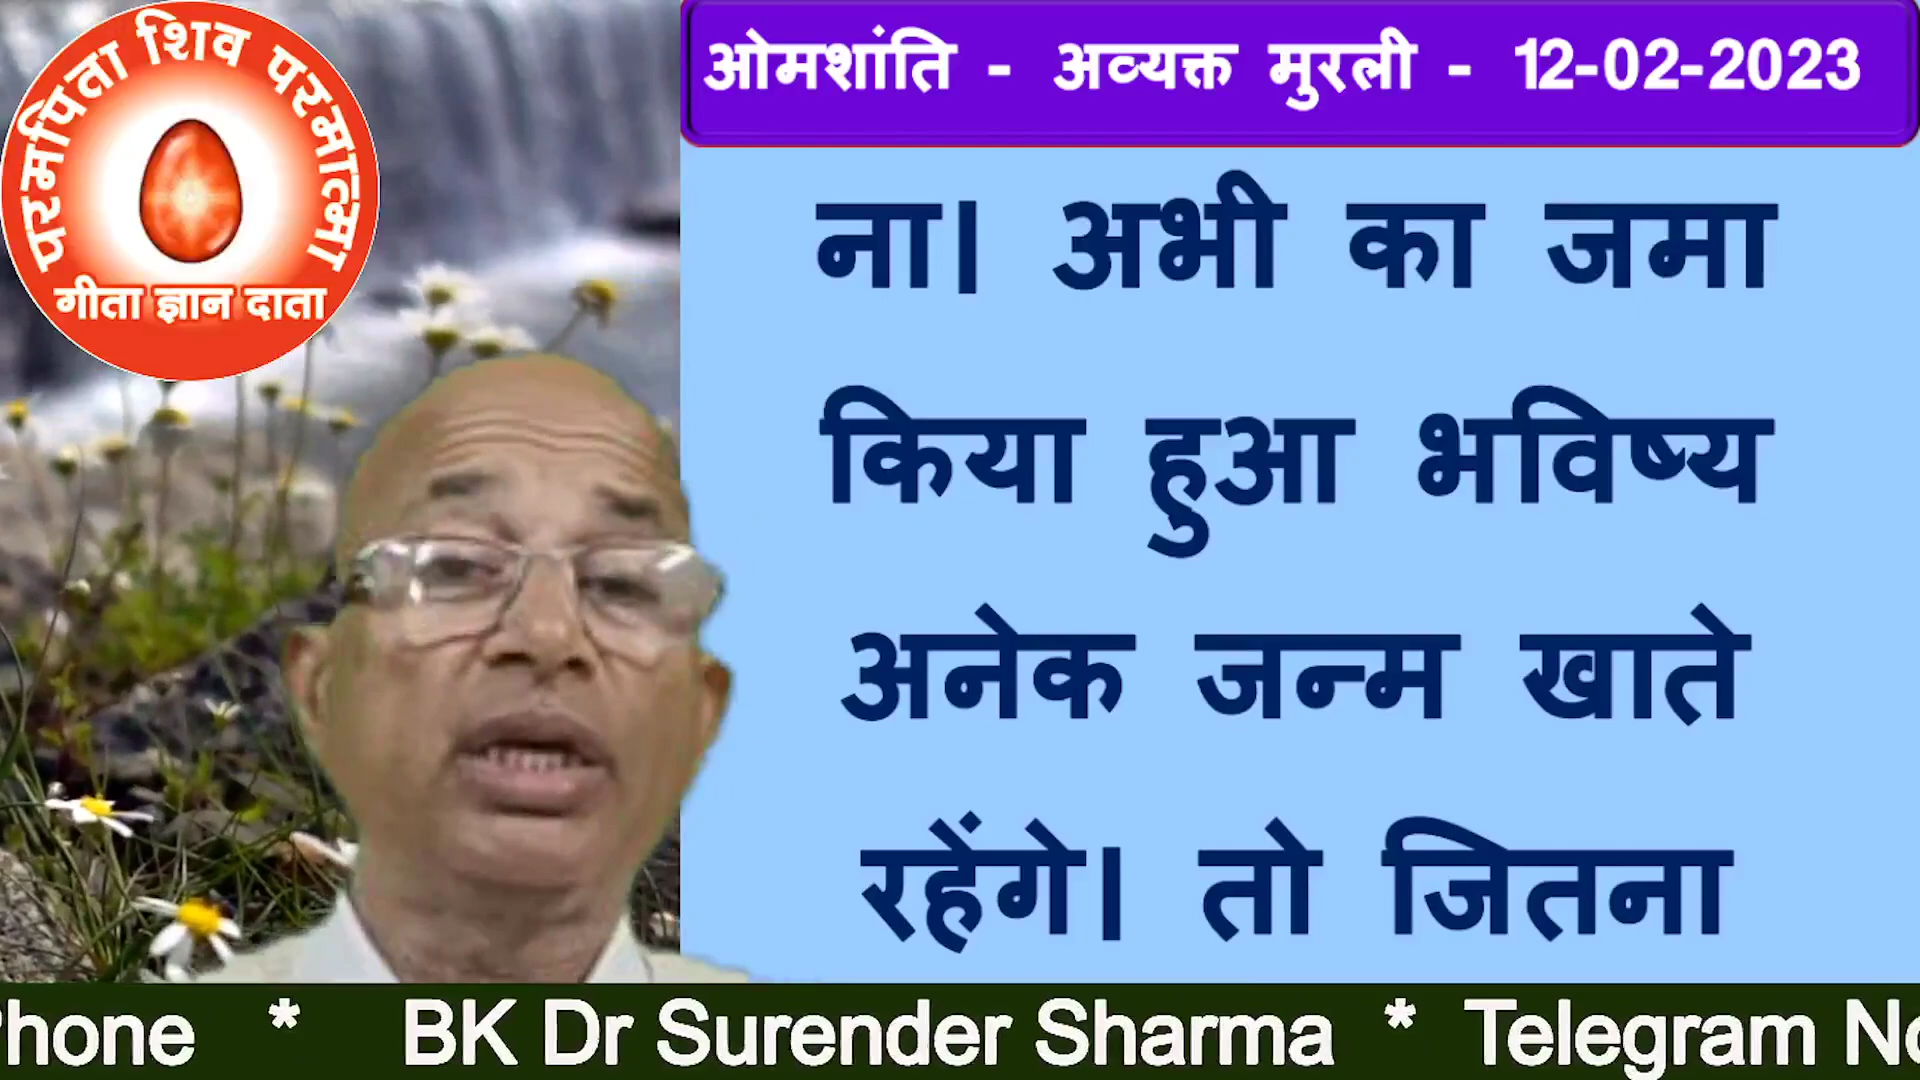 परमपिता शिव परमात्मा
गीता ज्ञान दाता
ओमशांति - अव्यक्त मुरली - 12-02-2023
ना। अभी का जमा
किया हुआ भविष्य
अनेक जन्म खाते
रहेंगे। तो जितना
Phone * BK Dr Surender Sharma * Telegram No